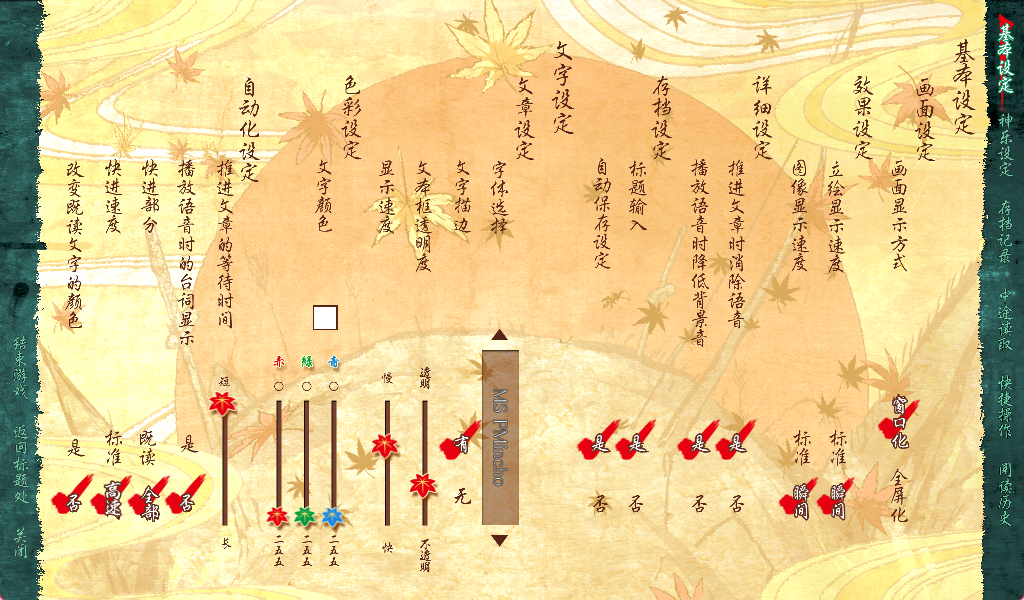 基本设定
神乐设定
存档记录
中途读取
快捷操作
阅读历史
基本设定
画面设定
画面显示方式
窗口化
全屏化
效果设定
立绘显示速度
标准
瞬间
图像显示速度
标准
瞬间
详细设定
推进文章时消除语音
是
否
播放语音时降低背景音
是
否
存档设定
标题输入
是
否
自动保存设定
是
否
文字设定
文章设定
字体选择
MS PMincho
文字描边
有
无
文本框透明度
透明
不透明
显示速度
慢
快
色彩设定
文字颜色
青
二五五
緑
二五五
赤
二五五
自动化设定
推进文章的等待时间
短
长
播放语音时的台词显示
是
否
快进部分
既读
全部
快进速度
标准
高速
改变既读文字的颜色
是
否
结束游戏
返回标题处
关闭